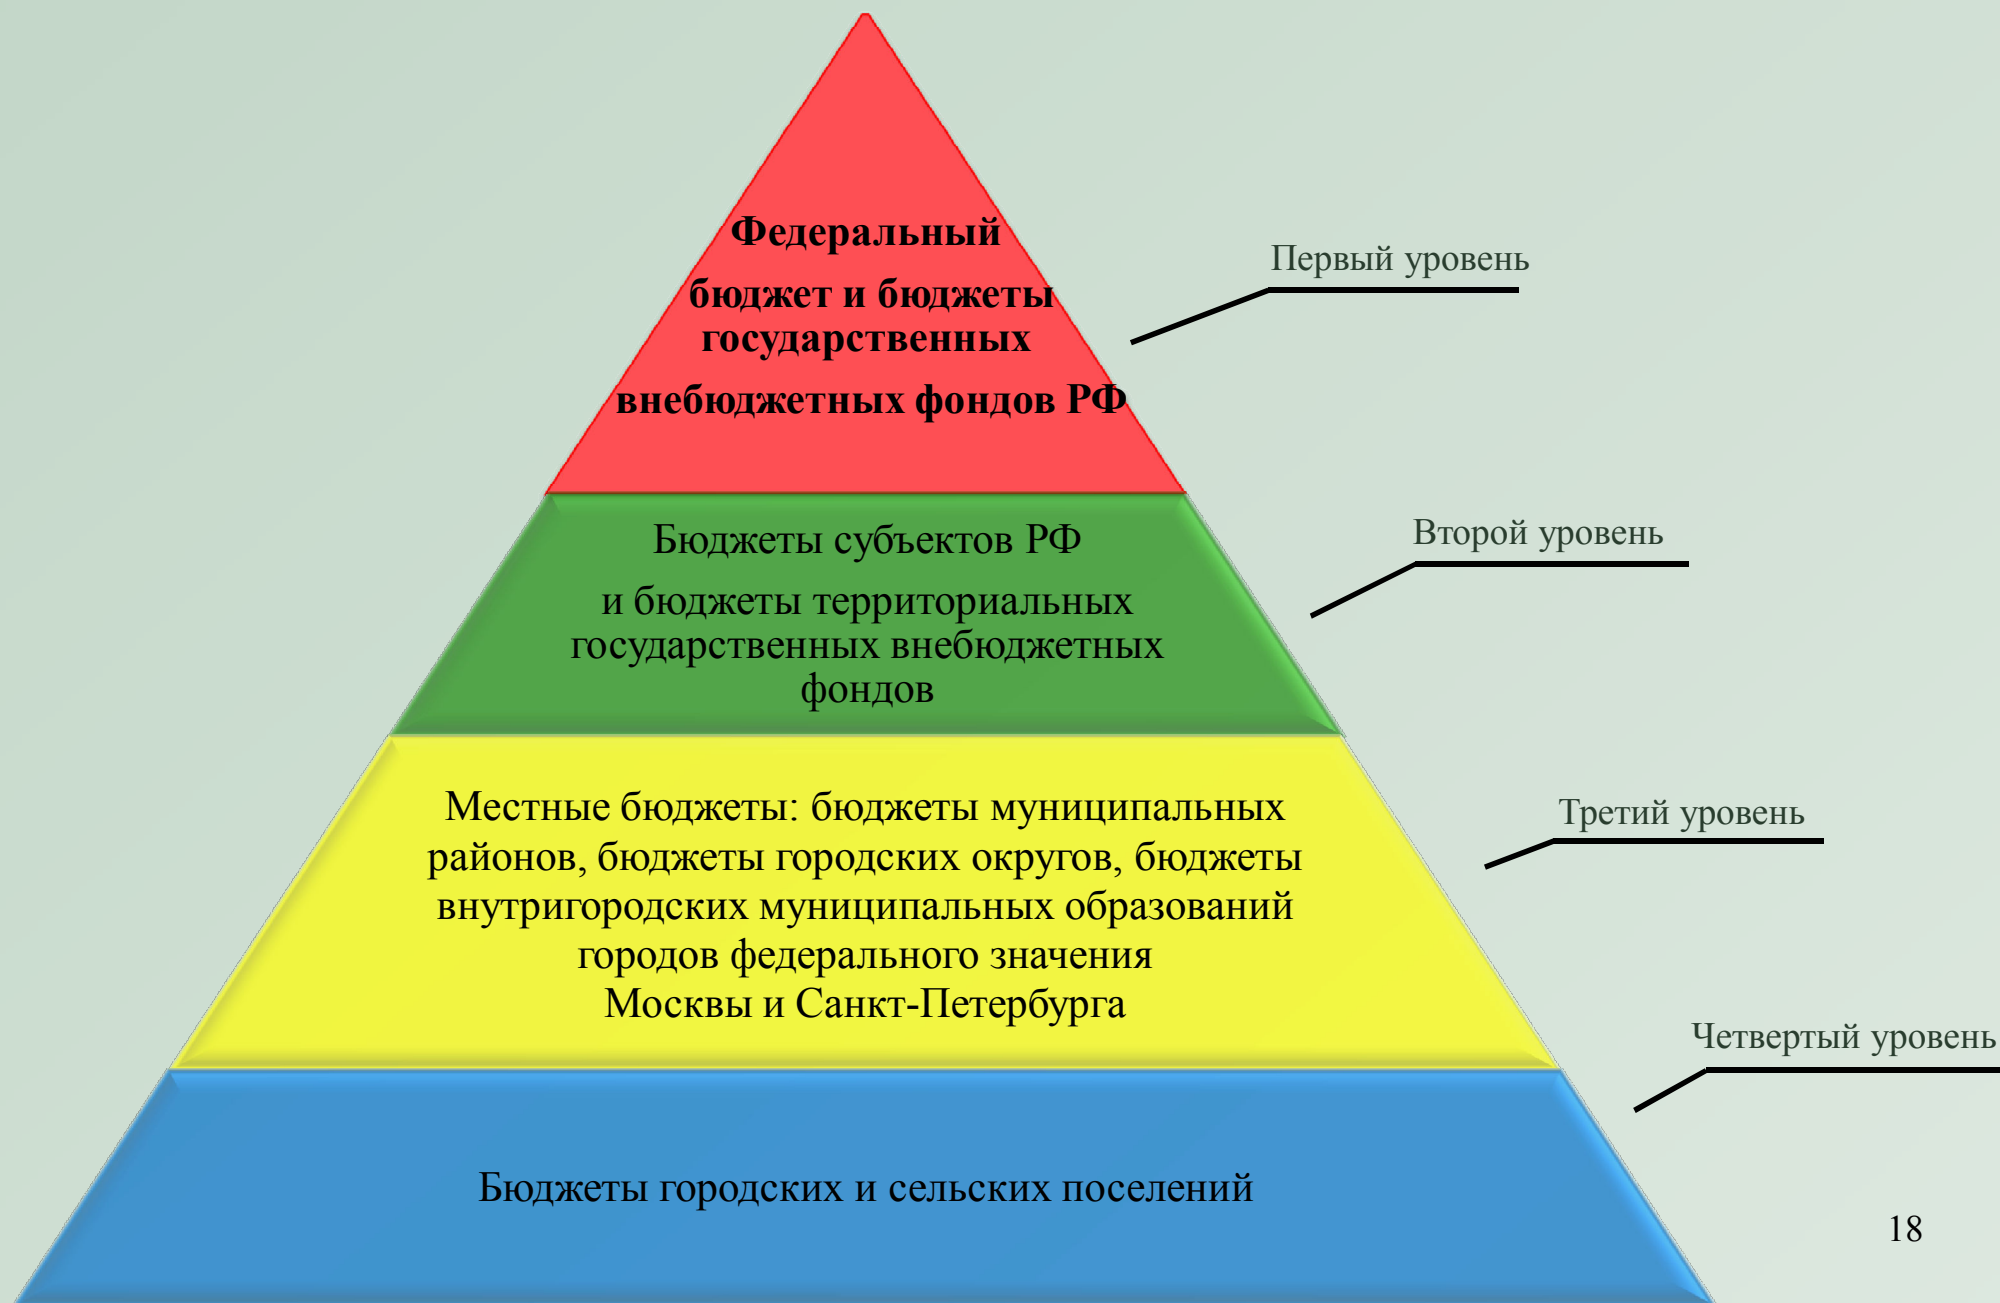 Федеральный
бюджет и бюджеты
государственных
внебюджетных фондов РФ
Первый уровень
Бюджеты субъектов РФ
и бюджеты территориальных
государственных внебюджетных
фондов
Второй уровень
Местные бюджеты: бюджеты муниципальных
районов, бюджеты городских округов, бюджеты
внутригородских муниципальных образований
городов федерального значения
Москвы и Санкт-Петербурга
Третий уровень
Четвертый уровень
Бюджеты городских и сельских поселений
18